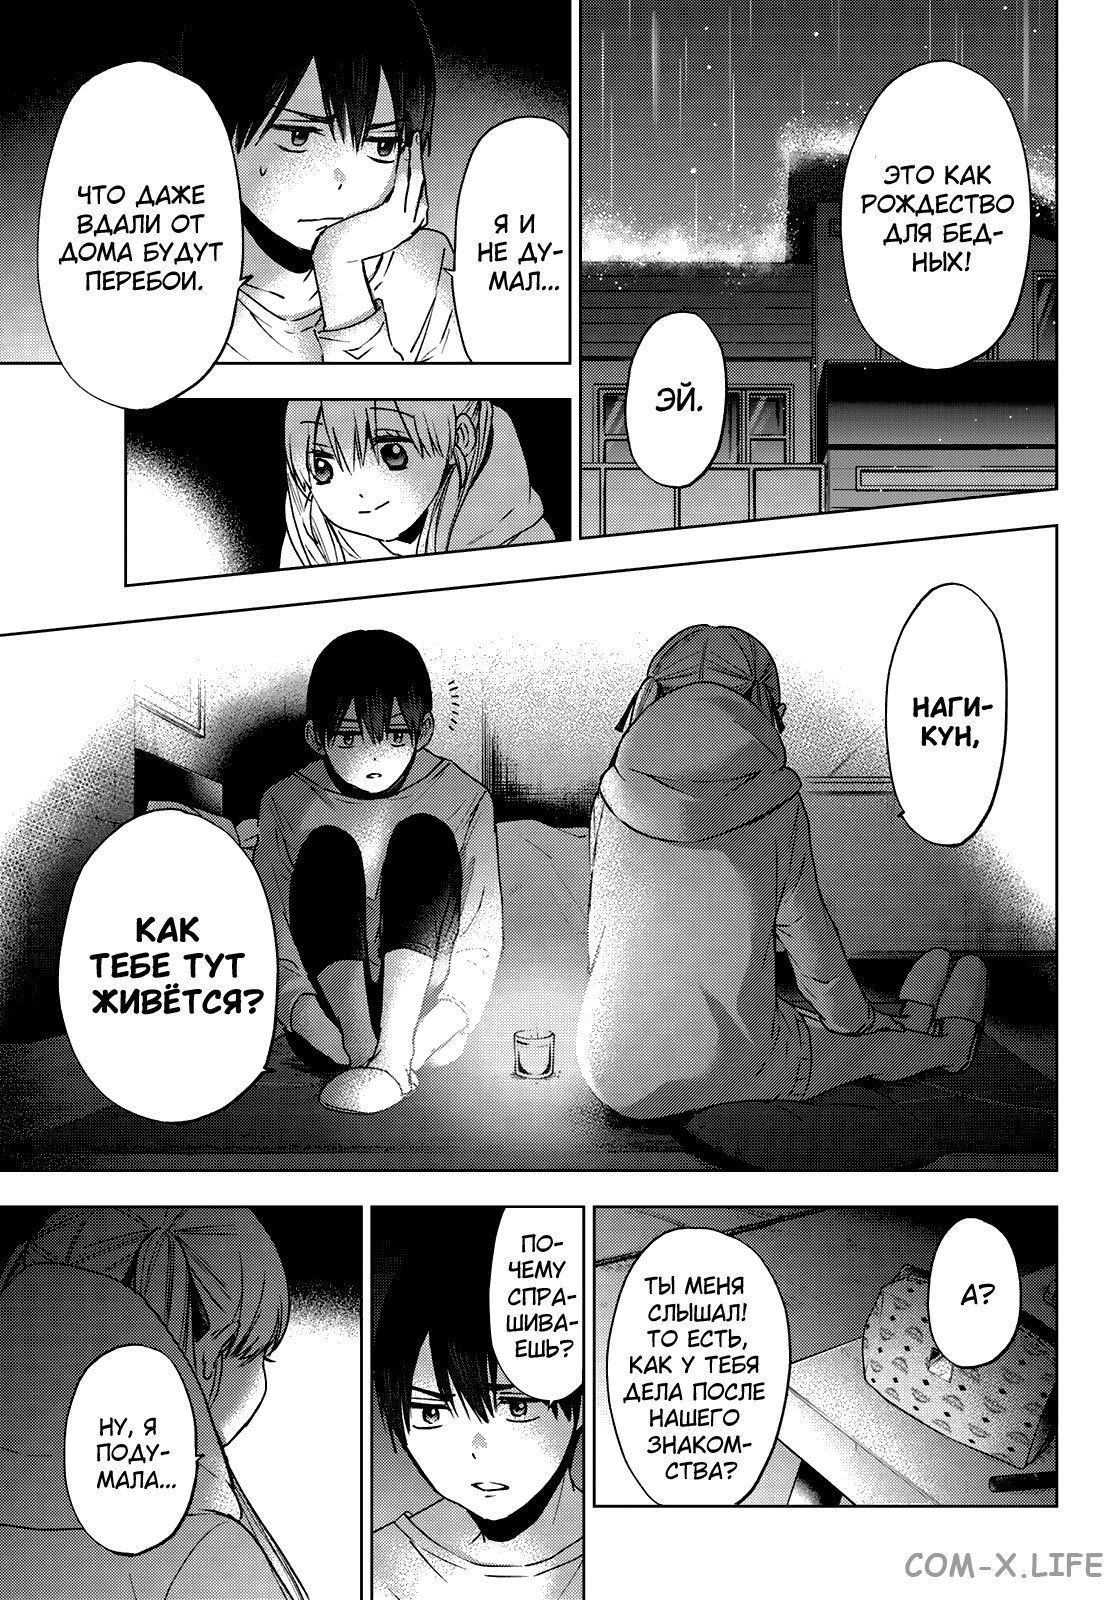 ЭТО КАК
РОЖДЕСТВО
ДЛЯ БЕД-
НЫХ!
ЭЙ.
Я И
НЕ ДУ-
МАЛ...
ЧТО ДАЖЕ
ВДАЛИ ОТ
ДОМА БУДУТ
ПЕРЕБОИ.
НАГИ-
КУН,
КАК
ТЕБЕ ТУТ
ЖИВЁТСЯ?
А?
ТЫ МЕНЯ
СЛЫШАЛ!
ТО ЕСТЬ,
КАК У ТЕБЯ
ДЕЛА ПОСЛЕ
НАШЕГО
ЗНАКОМ-
СТВА?
ПО-
ЧЕМУ
СПРА-
ШИВА-
ЕШЬ?
НУ, Я
ПОДУ-
МАЛА...
COM-X.LIFE